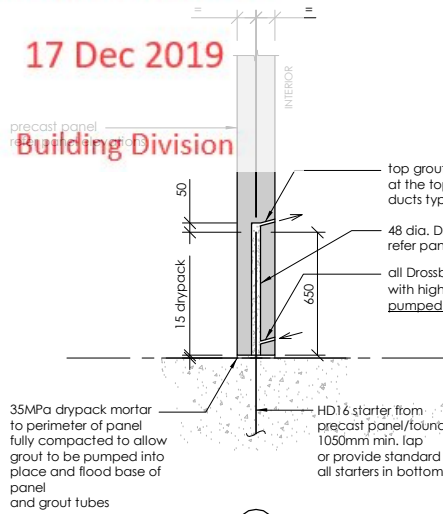 = =
17 Dec 2019
INTERIOR
precast panel
refer panel elevations
Building Division
50
top grout
at the top
ducts typ
48 dia. D
refer pan
15 drypack
650
all Drossb
with high
pumped
35MPa drypack mortar
to perimeter of panel
fully compacted to allow
grout to be pumped into
place and flood base of
panel
and grout tubes
HD16 starter from
precast panel/found
1050mm min. lap
or provide standard
all starters in bottom